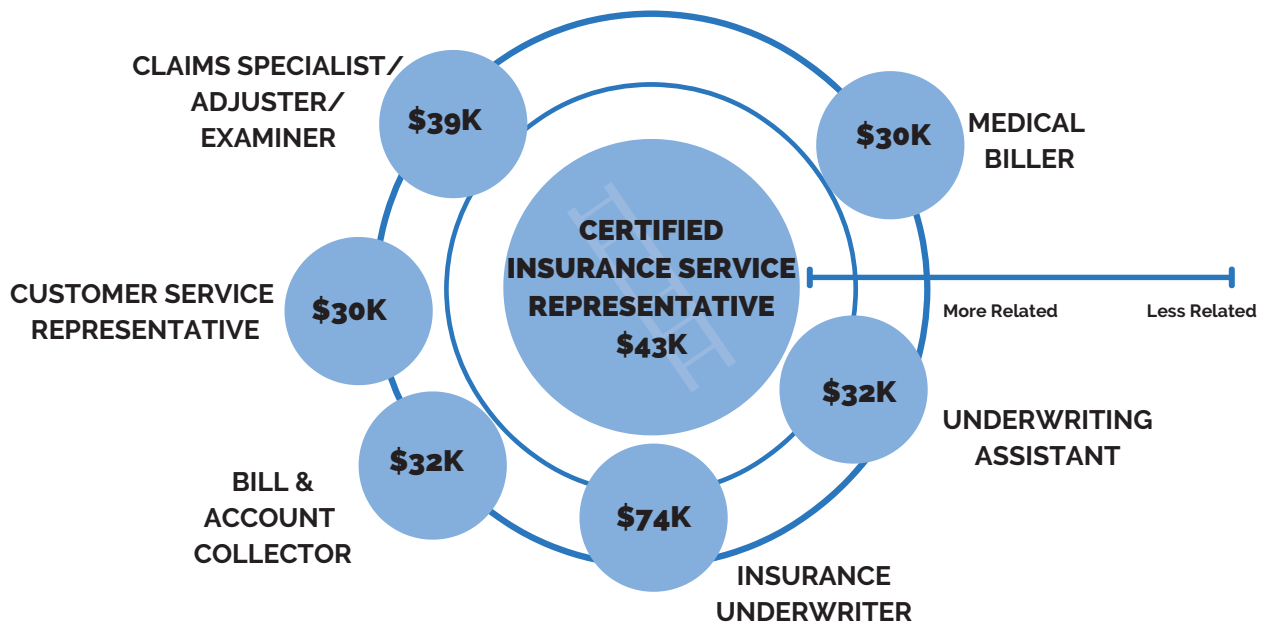 CLAIMS SPECIALIST/
ADJUSTER/
EXAMINER
$39K
$30K
MEDICAL
BILLER
CERTIFIED
INSURANCE SERVICE
REPRESENTATIVE
$43K
CUSTOMER SERVICE
REPRESENTATIVE
$30K
More Related
Less Related
$32K
UNDERWRITING
ASSISTANT
BILL &
ACCOUNT
COLLECTOR
$32K
$74K
INSURANCE
UNDERWRITER